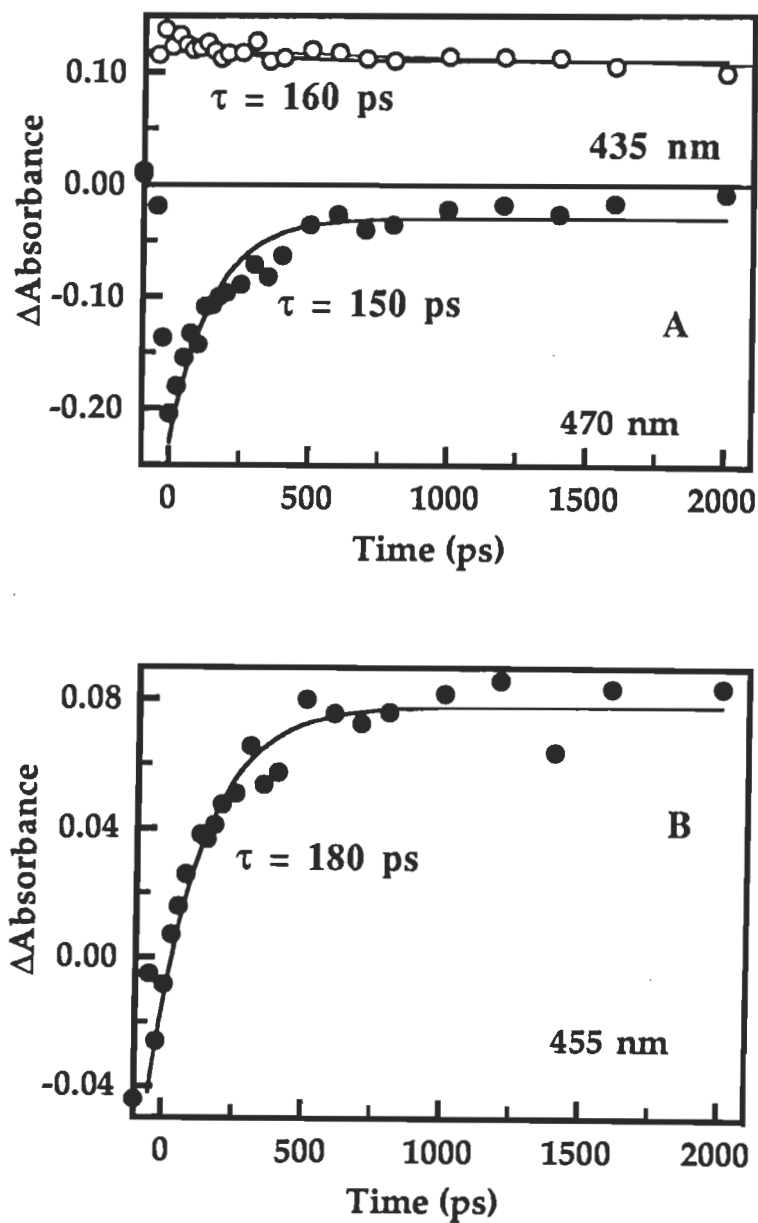 0.10
τ = 160 ps
435 nm
0.00
ΔAbsorbance
-0.10
τ = 150 ps
A
-0.20
470 nm
0 500 1000 1500 2000
Time (ps)
0.08
ΔAbsorbance
0.04
B
τ = 180 ps
0.00
455 nm
-0.04
0 500 1000 1500 2000
Time (ps)